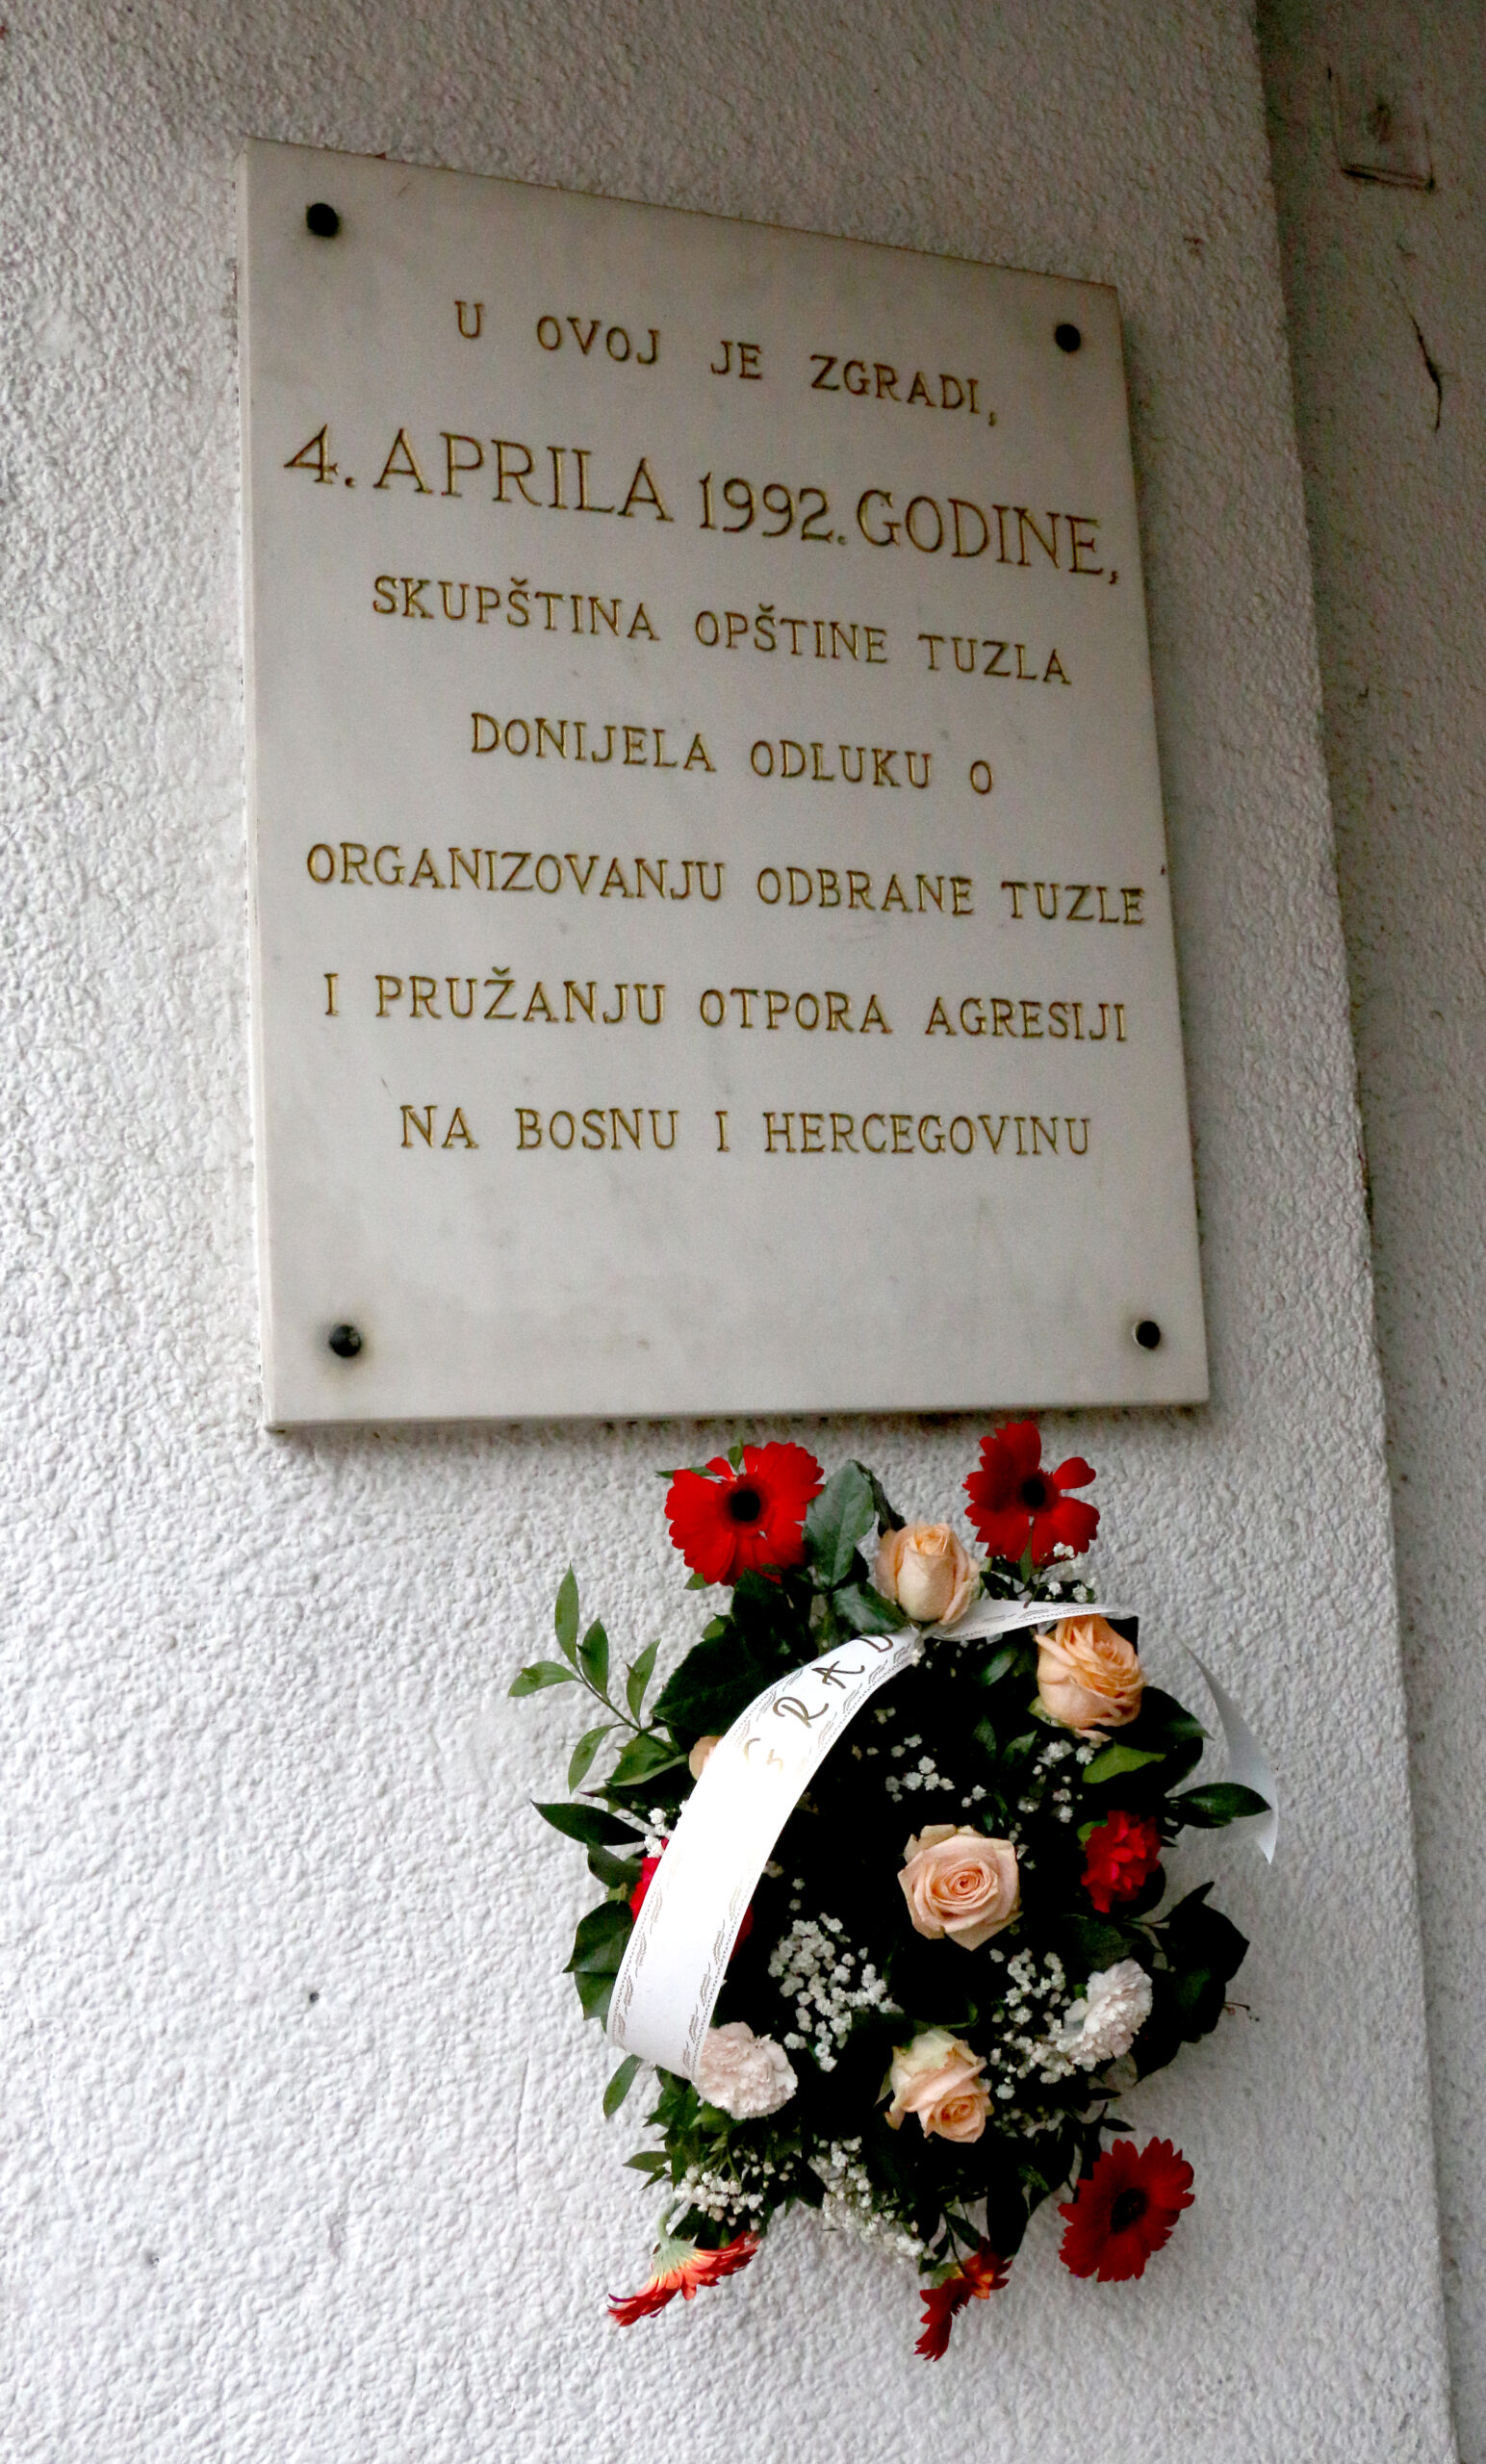 U OVOJ JE ZGRADI,
4. APRILA 1992. GODINE,
SKUPŠTINA OPŠTINE TUZLA
DONIJELA ODLUKU O
ORGANIZOVANJU ODBRANE TUZLE
I PRUŽANJU OTPORA AGRESIJI
NA BOSNU I HERCEGOVINU
GRAD